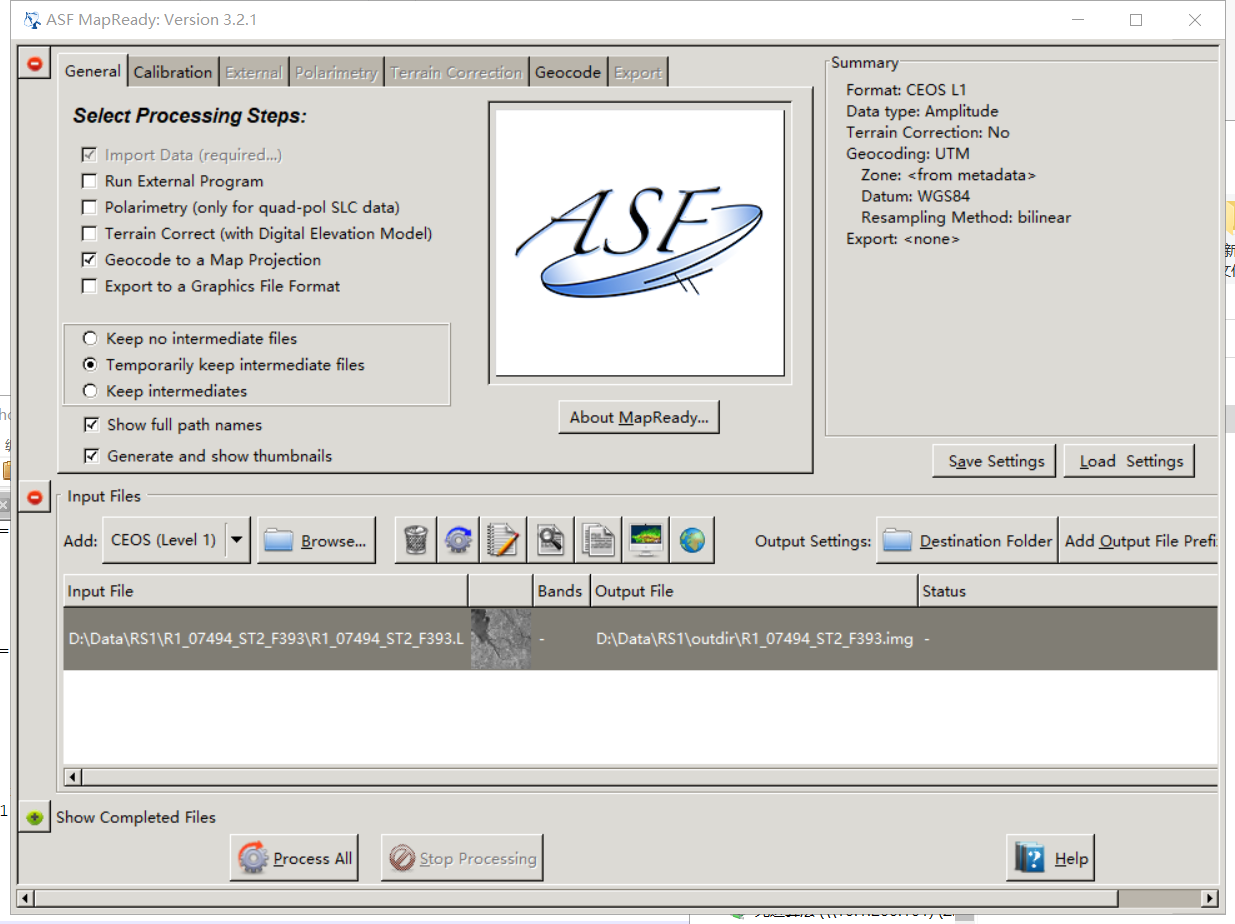 ASF MapReady: Version 3.2.1
General Calibration External Polarimetry Terrain Correction Geocode Export
Select Processing Steps:
Import Data (required...)
Run External Program
Polarimetry (only for quad-pol SLC data)
Terrain Correct (with Digital Elevation Model)
Geocode to a Map Projection
Export to a Graphics File Format
Keep no intermediate files
Temporarily keep intermediate files
Keep intermediates
Show full path names
Generate and show thumbnails
ASF
About MapReady...
Summary
Format: CEOS L1
Data type: Amplitude
Terrain Correction: No
Geocoding: UTM
Zone: <from metadata>
Datum: WGS84
Resampling Method: bilinear
Export: <none>
Save Settings Load Settings
Input Files
Add: CEOS (Level 1) Browse... Output Settings: Destination Folder Add Output File Prefi
Input File Bands Output File Status
D:\Data\RS1\R1_07494_ST2_F393\R1_07494_ST2_F393.L - D:\Data\RS1\outdir\R1_07494_ST2_F393.img -
Show Completed Files
Process All Stop Processing Help